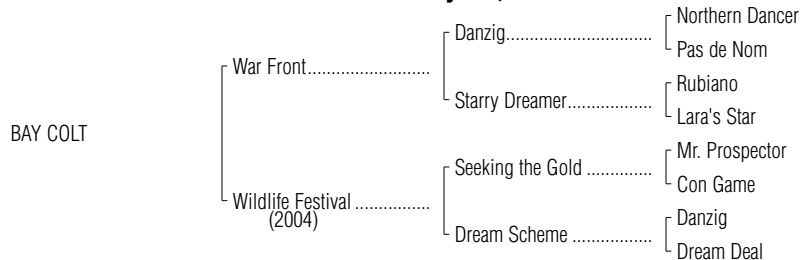 Northern Dancer
Danzig
Pas de Nom
War Front
Rubiano
Starry Dreamer
Lara's Star
BAY COLT
Mr. Prospector
Seeking the Gold
Con Game
Wildlife Festival
(2004)
Danzig
Dream Scheme
Dream Deal